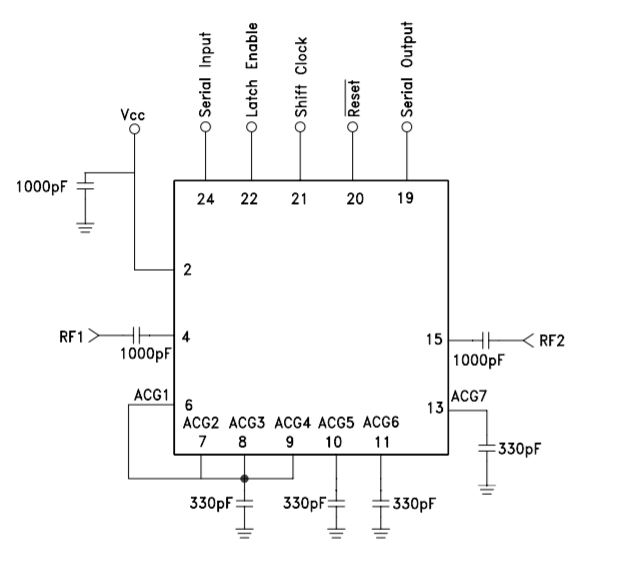 Serial Input
Latch Enable
Shift Clock
Reset
Serial Output
Vcc
1000pF
24 22 21 20 19
2
RF1
4
1000pF
15
RF2
1000pF
ACG1
6
13
ACG7
ACG2 ACG3 ACG4 ACG5 ACG6
7 8 9 10 11
330pF
330pF
330pF
330pF